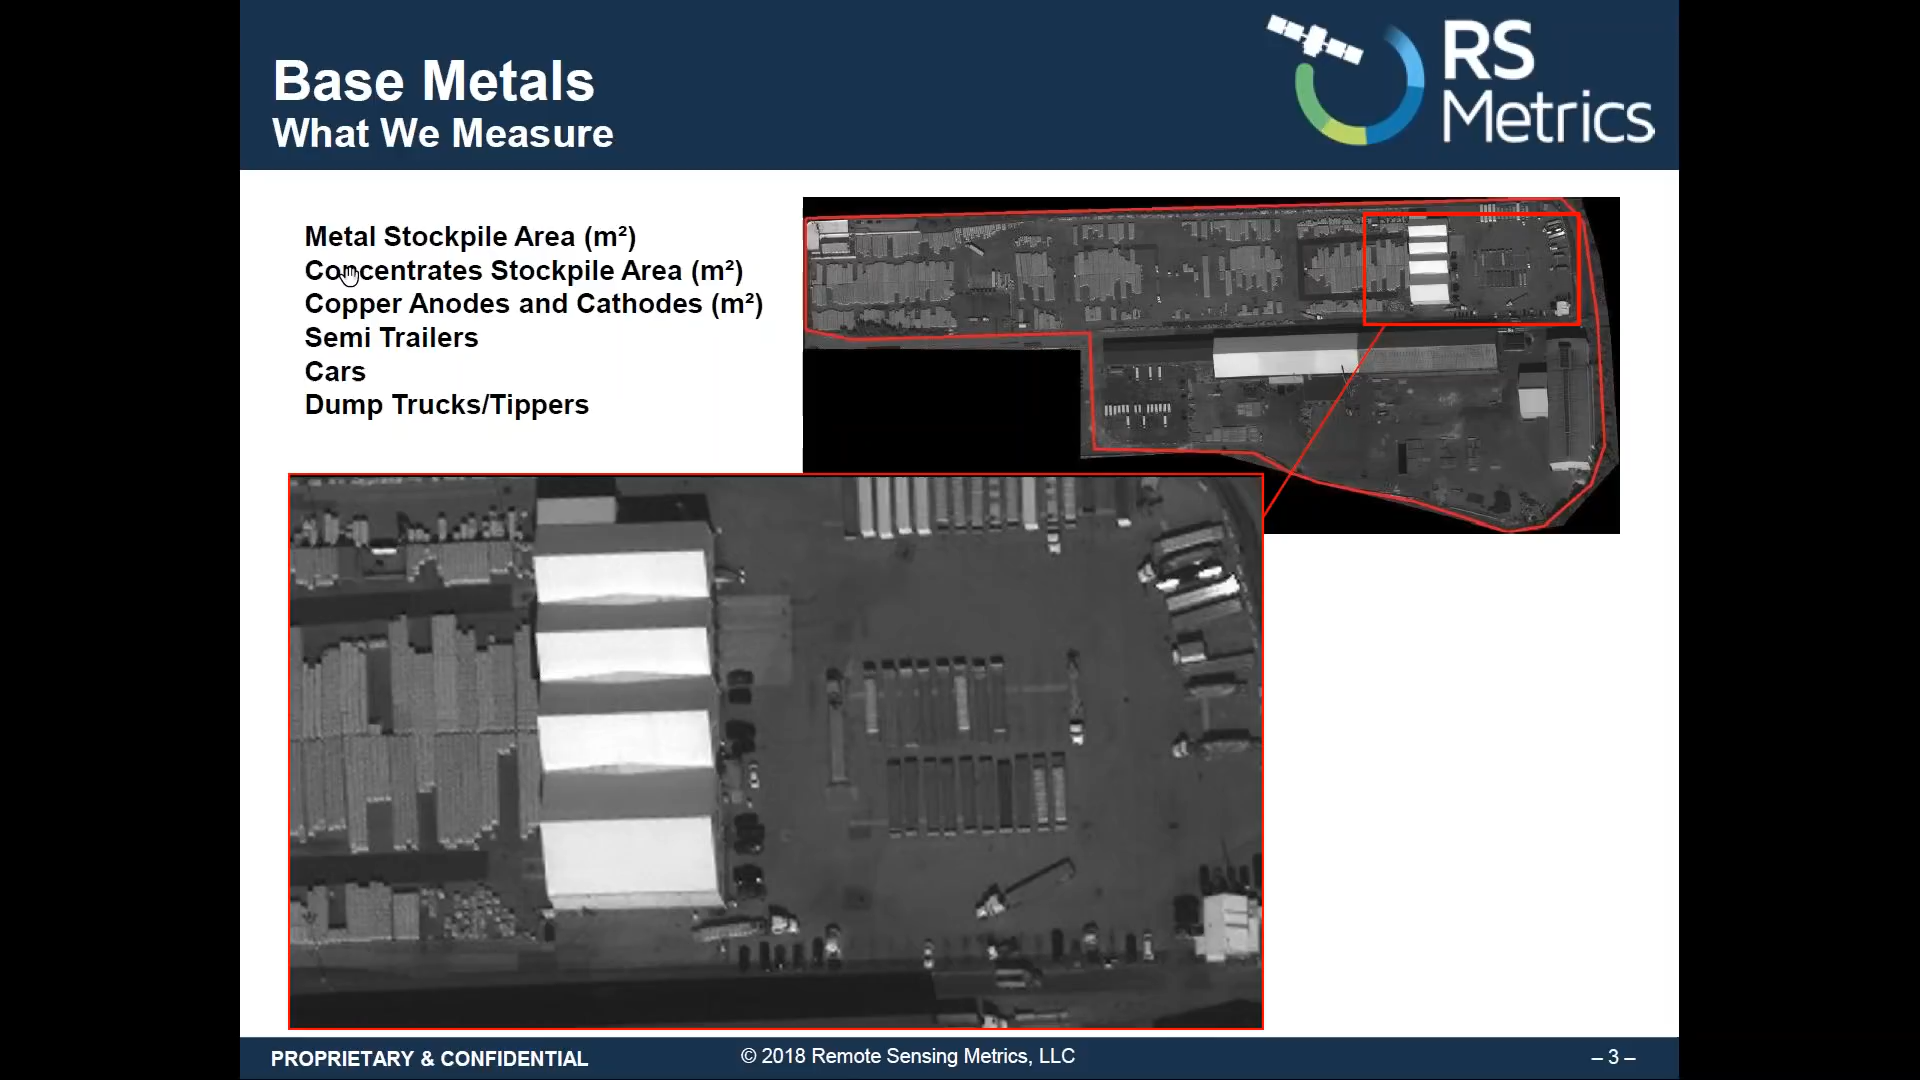 Base Metals
What We Measure
RS
Metrics
Metal Stockpile Area (m²)
Concentrates Stockpile Area (m²)
Copper Anodes and Cathodes (m²)
Semi Trailers
Cars
Dump Trucks/Tippers
PROPRIETARY & CONFIDENTIAL
© 2018 Remote Sensing Metrics, LLC
– 3 –